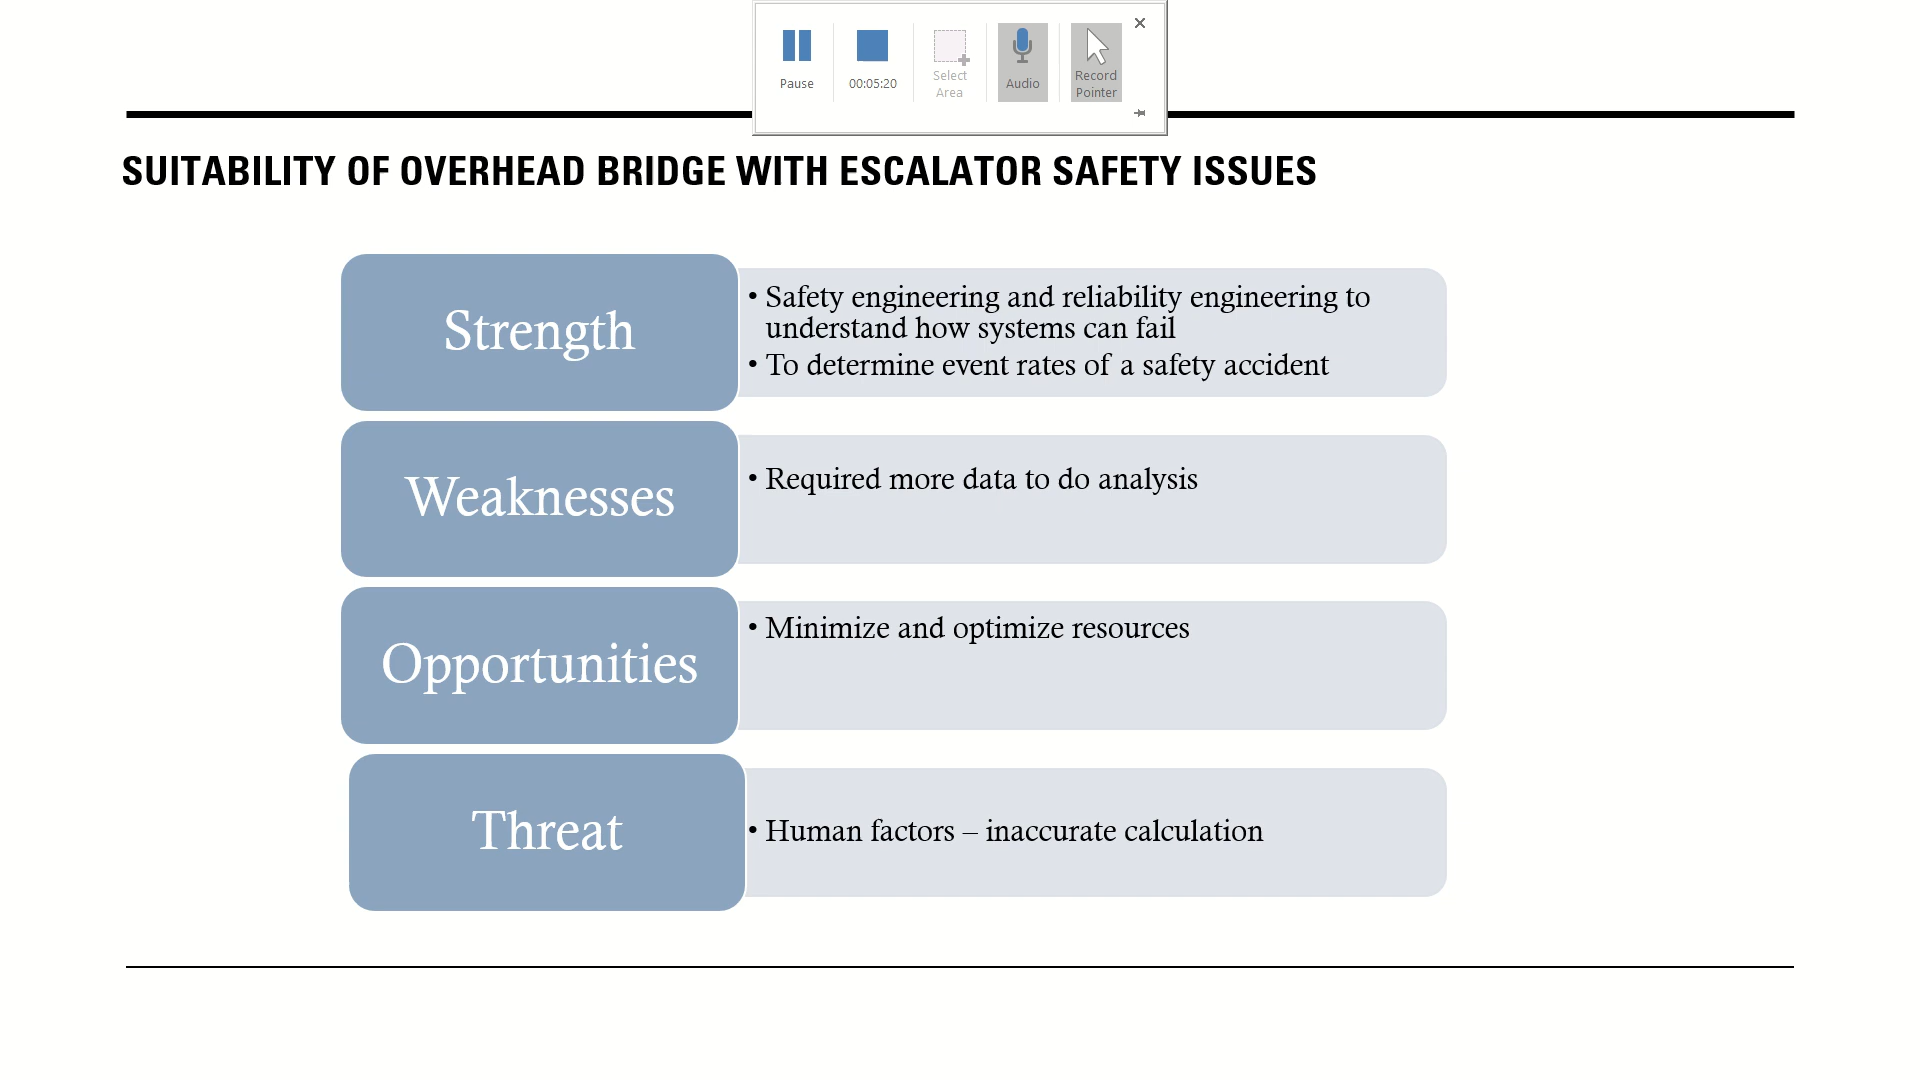 Pause
00:05:20
Select
Area
Audio
Record
Pointer
SUITABILITY OF OVERHEAD BRIDGE WITH ESCALATOR SAFETY ISSUES
Strength
• Safety engineering and reliability engineering to
understand how systems can fail
• To determine event rates of a safety accident
Weaknesses
• Required more data to do analysis
Opportunities
• Minimize and optimize resources
Threat
• Human factors – inaccurate calculation